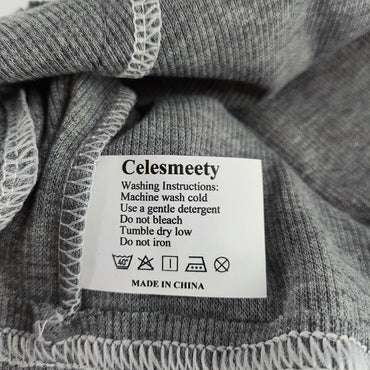 Celesmeety
Washing Instructions:
Machine wash cold
Use a gentle detergent
Do not bleach
Tumble dry low
Do not iron
40°
MADE IN CHINA